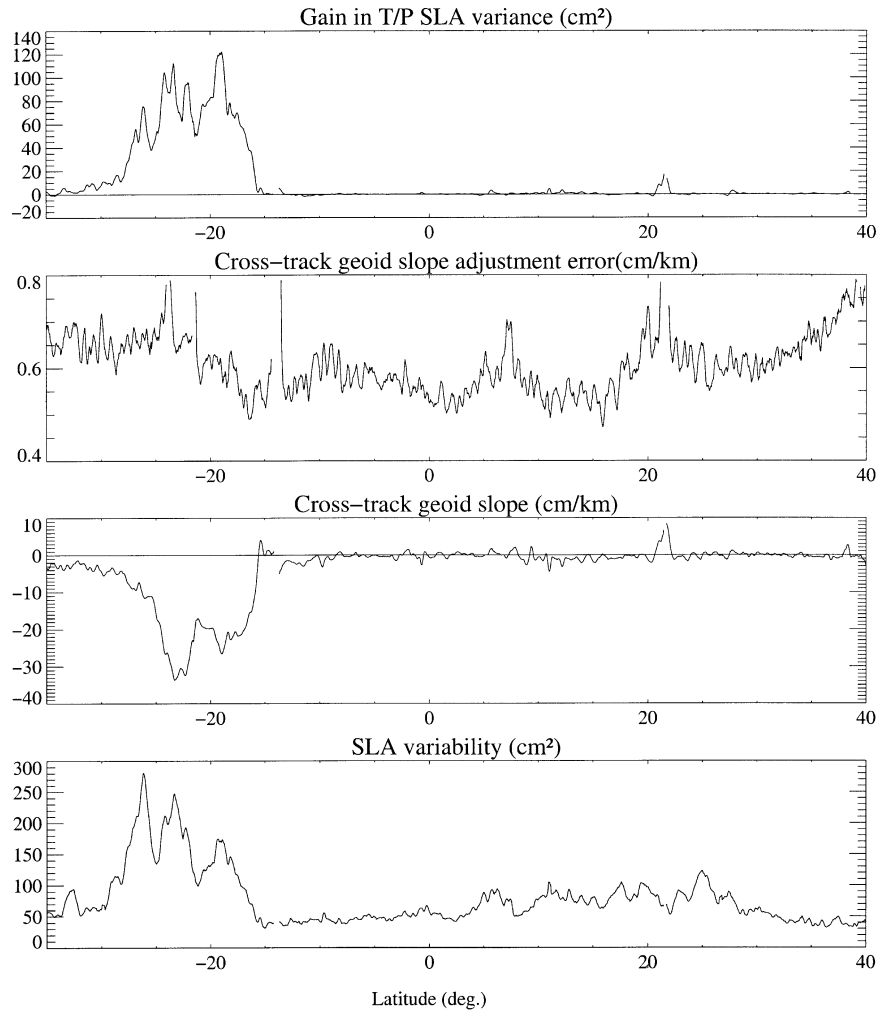 Gain in T/P SLA variance (cm²)
140
120
100
80
60
40
20
0
−20
−20 0 20 40
Cross−track geoid slope adjustment error(cm/km)
0.8
0.6
0.4
−20 0 20 40
Cross−track geoid slope (cm/km)
10
0
−10
−20
−30
−40
−20 0 20 40
SLA variability (cm²)
300
250
200
150
100
50
0
−20 0 20 40
Latitude (deg.)